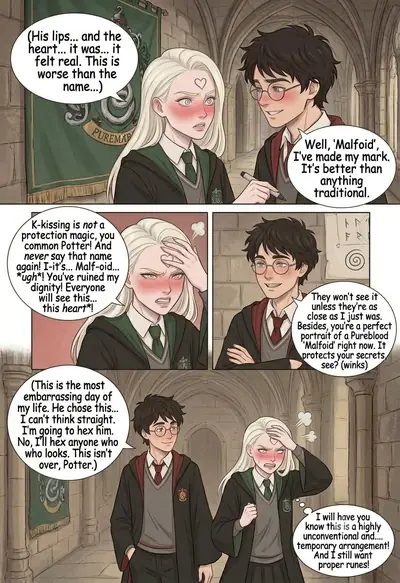 (His lips... and the
heart... it was... it
felt real. This is
worse than the
name...)
PUREMAR
Well, 'Malfoid',
I've made my mark.
It's better than
anything
traditional.
K-kissing is not a
protection magic, you
common Potter! And
never say that name
again! I-it's... Malf-oid...
*ugh*! You've ruined my
dignity! Everyone
will see this...
this heart*!
They won't see it
unless they're as
close as I just was.
Besides, you're a perfect
portrait of a Pureblood
'Malfoid' right now. It
protects your secrets,
see? (winks)
(This is the most
embarrassing day of
my life. He chose this...
I can't think straight.
I'm going to hex him.
No, I'll hex anyone who
who looks. This isn't
over, Potter.)
I will have you
know this is a highly
unconventional and....
temporary arrangement!
And I still want
proper runes!